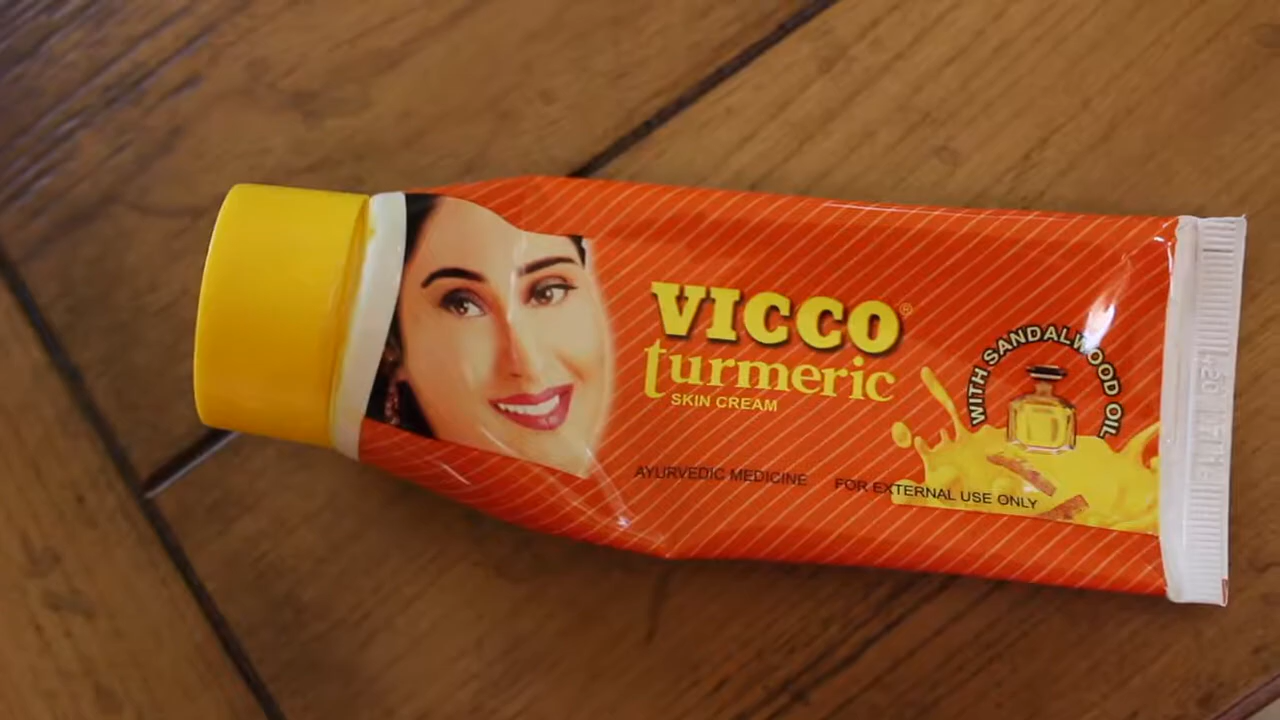 VICCO®
turmeric
SKIN CREAM
WITH SANDALWOOD OIL
AYURVEDIC MEDICINE FOR EXTERNAL USE ONLY